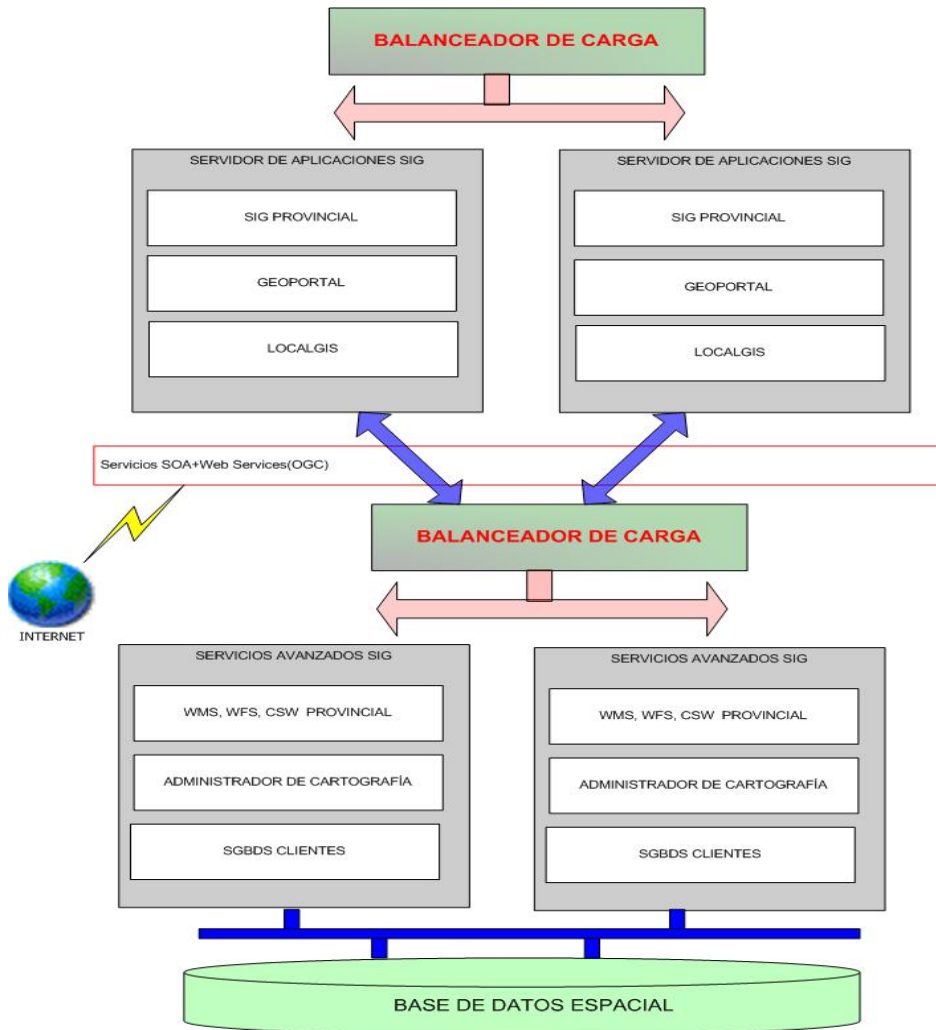 BALANCEADOR DE CARGA
SERVIDOR DE APLICACIONES SIG
SIG PROVINCIAL
GEOPORTAL
LOCALGIS
SERVIDOR DE APLICACIONES SIG
SIG PROVINCIAL
GEOPORTAL
LOCALGIS
Servicios SOA+Web Services(OGC)
BALANCEADOR DE CARGA
INTERNET
SERVICIOS AVANZADOS SIG
WMS, WFS, CSW PROVINCIAL
ADMINISTRADOR DE CARTOGRAFÍA
SGBDS CLIENTES
SERVICIOS AVANZADOS SIG
WMS, WFS, CSW PROVINCIAL
ADMINISTRADOR DE CARTOGRAFÍA
SGBDS CLIENTES
BASE DE DATOS ESPACIAL